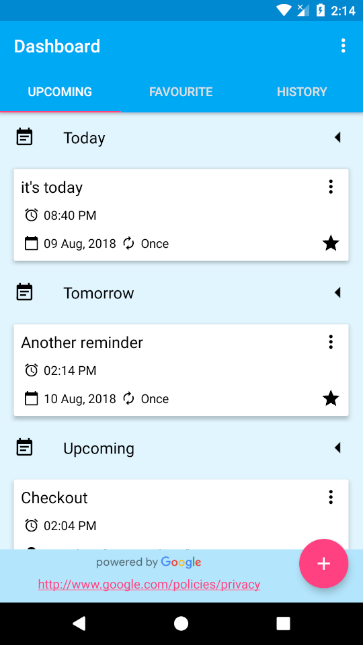 2:14
Dashboard
UPCOMING FAVOURITE HISTORY
Today
it's today
08:40 PM
09 Aug, 2018 Once
Tomorrow
Another reminder
02:14 PM
10 Aug, 2018 Once
Upcoming
Checkout
02:04 PM
powered by Google
http://www.google.com/policies/privacy